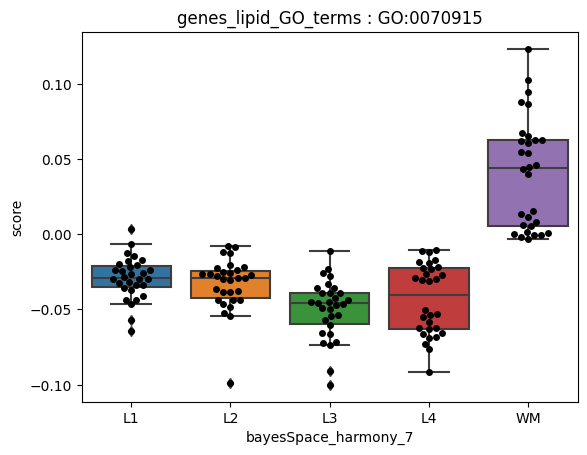 genes_lipid_GO_terms : GO:0070915
0.10
0.05
0.00
−0.05
−0.10
score
L1 L2 L3 L4 WM
bayesSpace_harmony_7